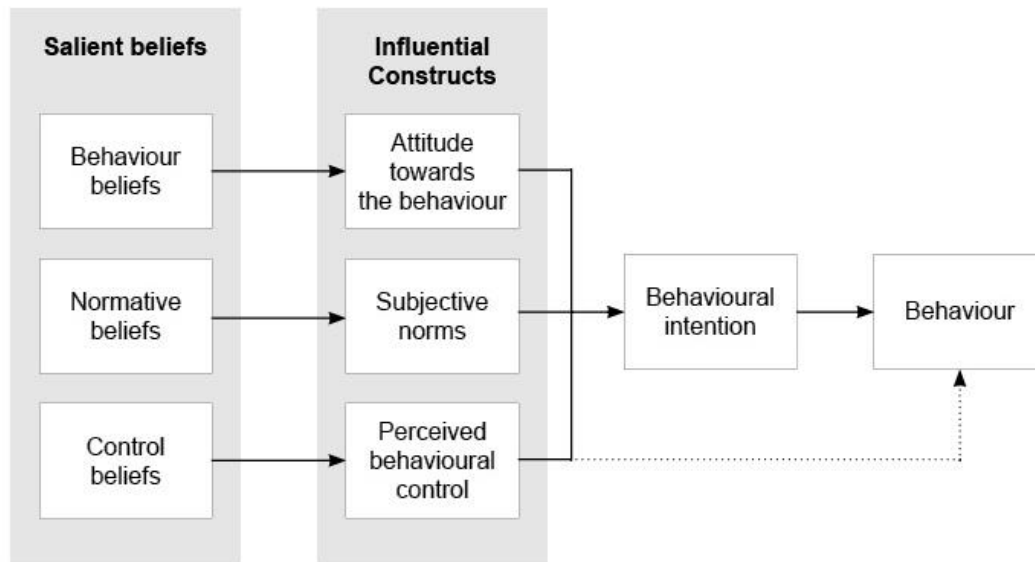 Salient beliefs
Influential
Constructs
Behaviour
beliefs
Attitude
towards
the behaviour
Normative
beliefs
Subjective
norms
Behavioural
intention
Behaviour
Control
beliefs
Perceived
behavioural
control